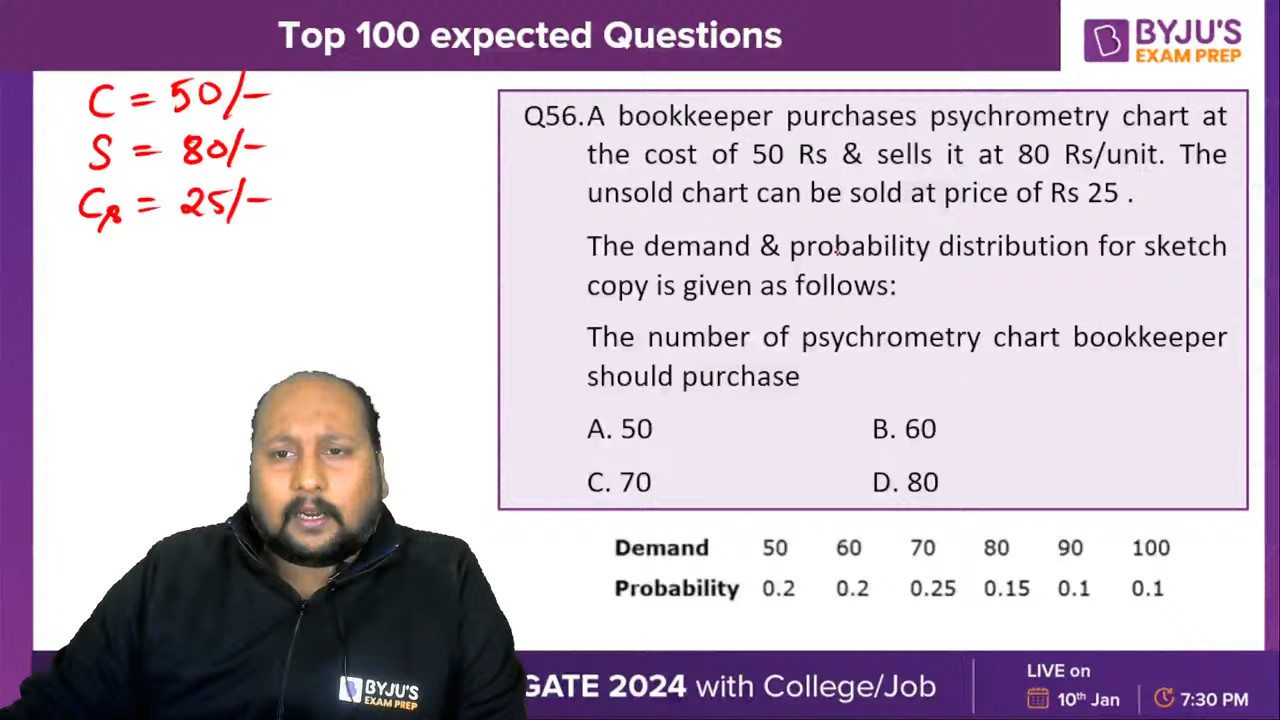 Top 100 expected Questions
BYJU'S
EXAM PREP
C = 50/-
S = 80/-
Cs = 25/-
Q56. A bookkeeper purchases psychrometry chart at
the cost of 50 Rs & sells it at 80 Rs/unit. The
unsold chart can be sold at price of Rs 25 .
The demand & probability distribution for sketch
copy is given as follows:
The number of psychrometry chart bookkeeper
should purchase
A. 50 B. 60
C. 70 D. 80
Demand 50 60 70 80 90 100
Probability 0.2 0.2 0.25 0.15 0.1 0.1
BYJU'S
EXAM PREP
GATE 2024 with College/Job
LIVE on
10th Jan 7:30 PM